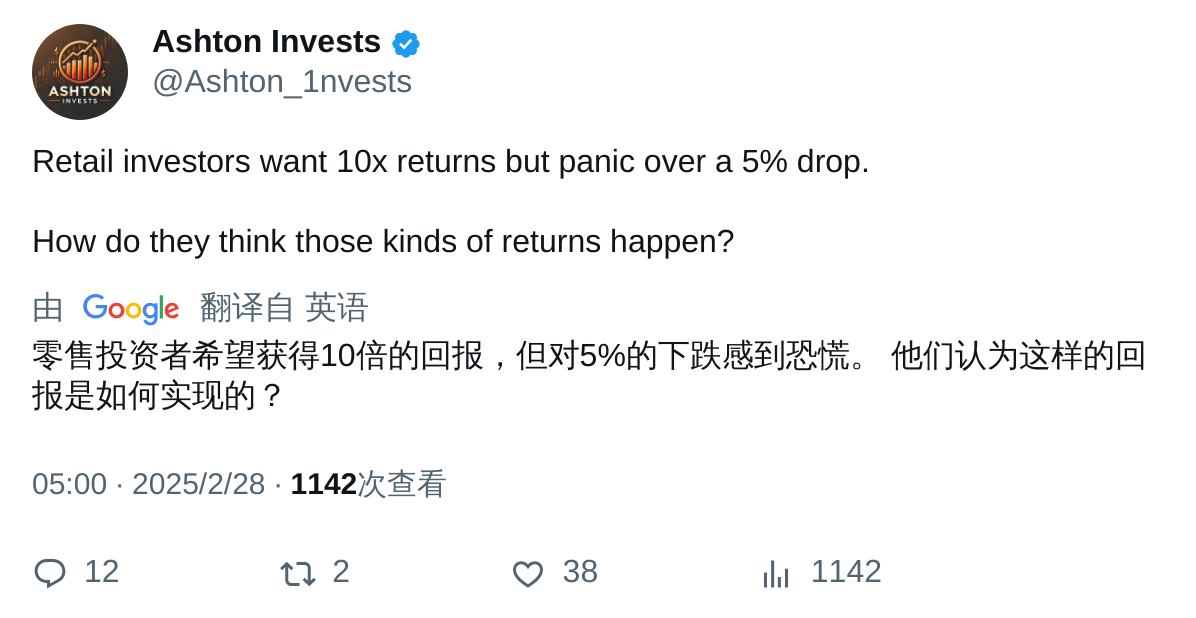 ASHTON
INVESTS
Ashton Invests
@Ashton_1nvests
Retail investors want 10x returns but panic over a 5% drop.
How do they think those kinds of returns happen?
由 Google 翻译自 英语
零售投资者希望获得10倍的回报，但对5%的下跌感到恐慌。 他们认为这样的回
报是如何实现的？
05:00 · 2025/2/28 · 1142次查看
12 2 38 1142